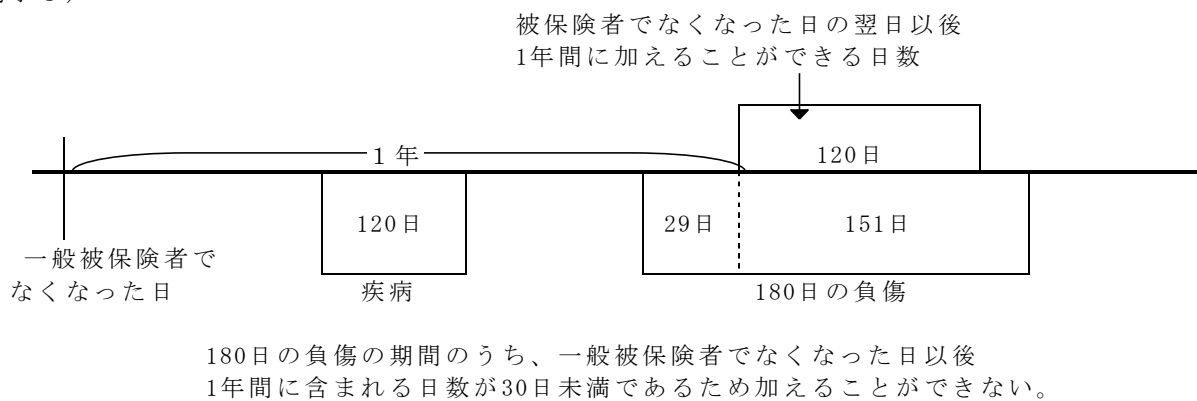 被保険者でなくなった日の翌日以後
1年間に加えることができる日数
1年
120日
120日
29日
151日
一般被保険者で
なくなった日
疾病
180日の負傷
180日の負傷の期間のうち、一般被保険者でなくなった日以後
1年間に含まれる日数が30日未満であるため加えることができない。